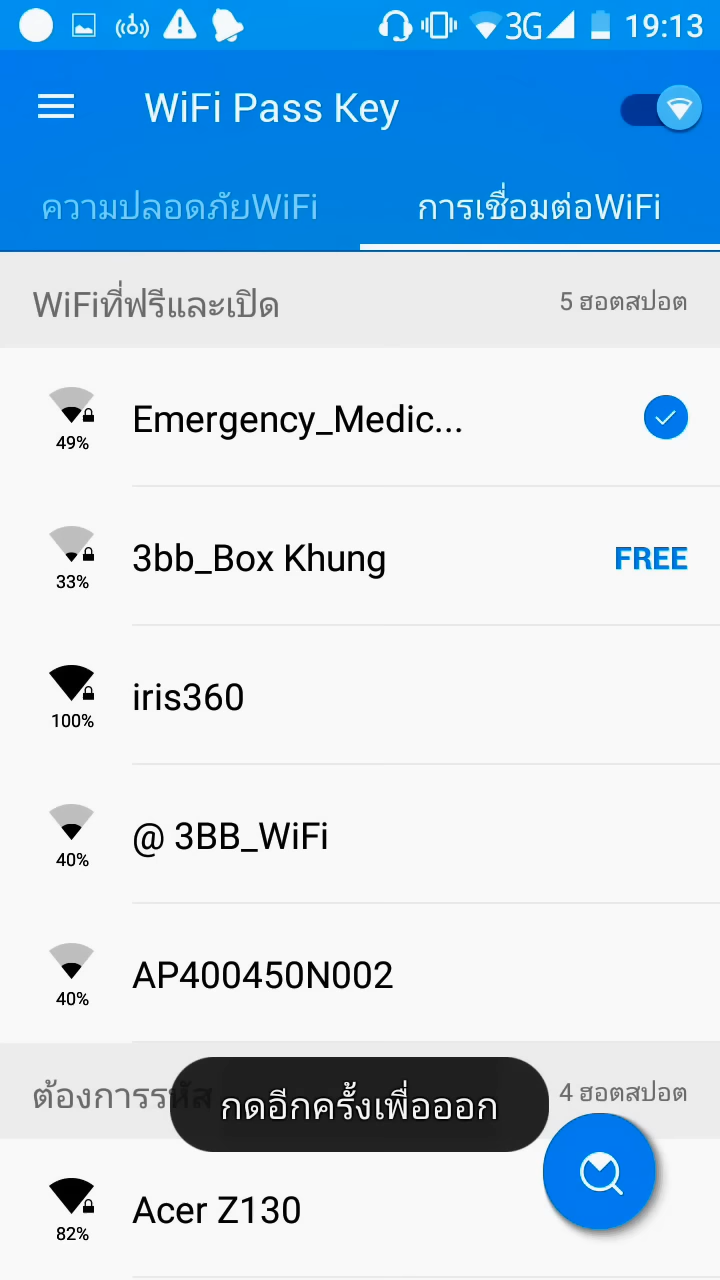 3G 19:13
WiFi Pass Key
ความปลอดภัยWiFi การเชื่อมต่อWiFi
WiFiที่ฟรีและเปิด 5 ฮอตสปอต
Emergency_Medic...
49%
3bb_Box Khung FREE
33%
iris360
100%
@ 3BB_WiFi
40%
AP400450N002
40%
ต้องการรหัส 4 ฮอตสปอต
กดอีกครั้งเพื่อออก
Acer Z130
82%